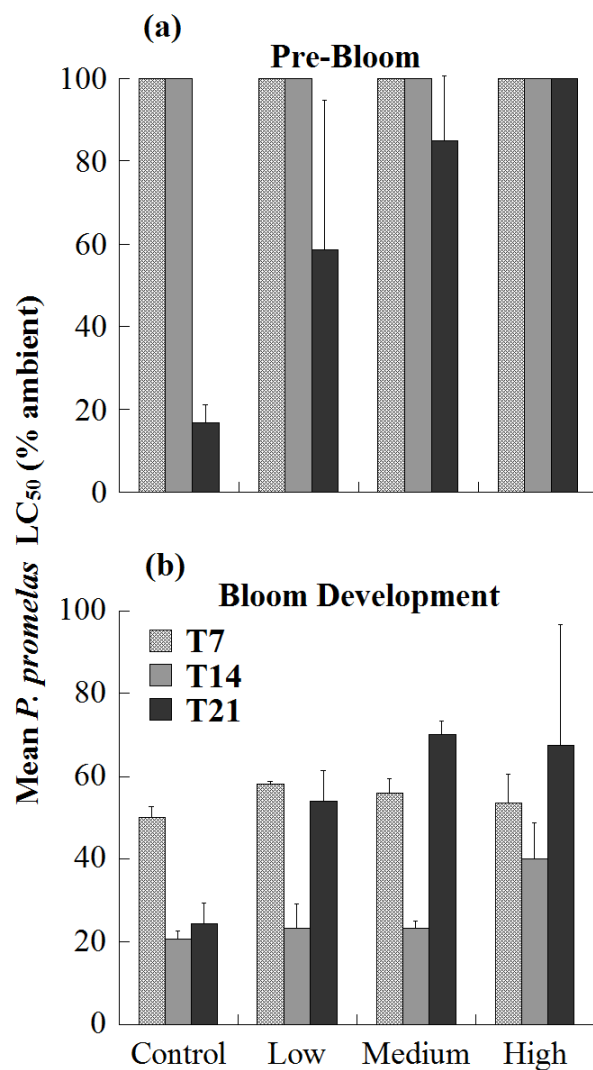 (a)
Pre-Bloom
100
80
60
40
20
0
Mean P. promelas LC50 (% ambient)
(b)
Bloom Development
100
80
60
40
20
0
T7
T14
T21
Control Low Medium High